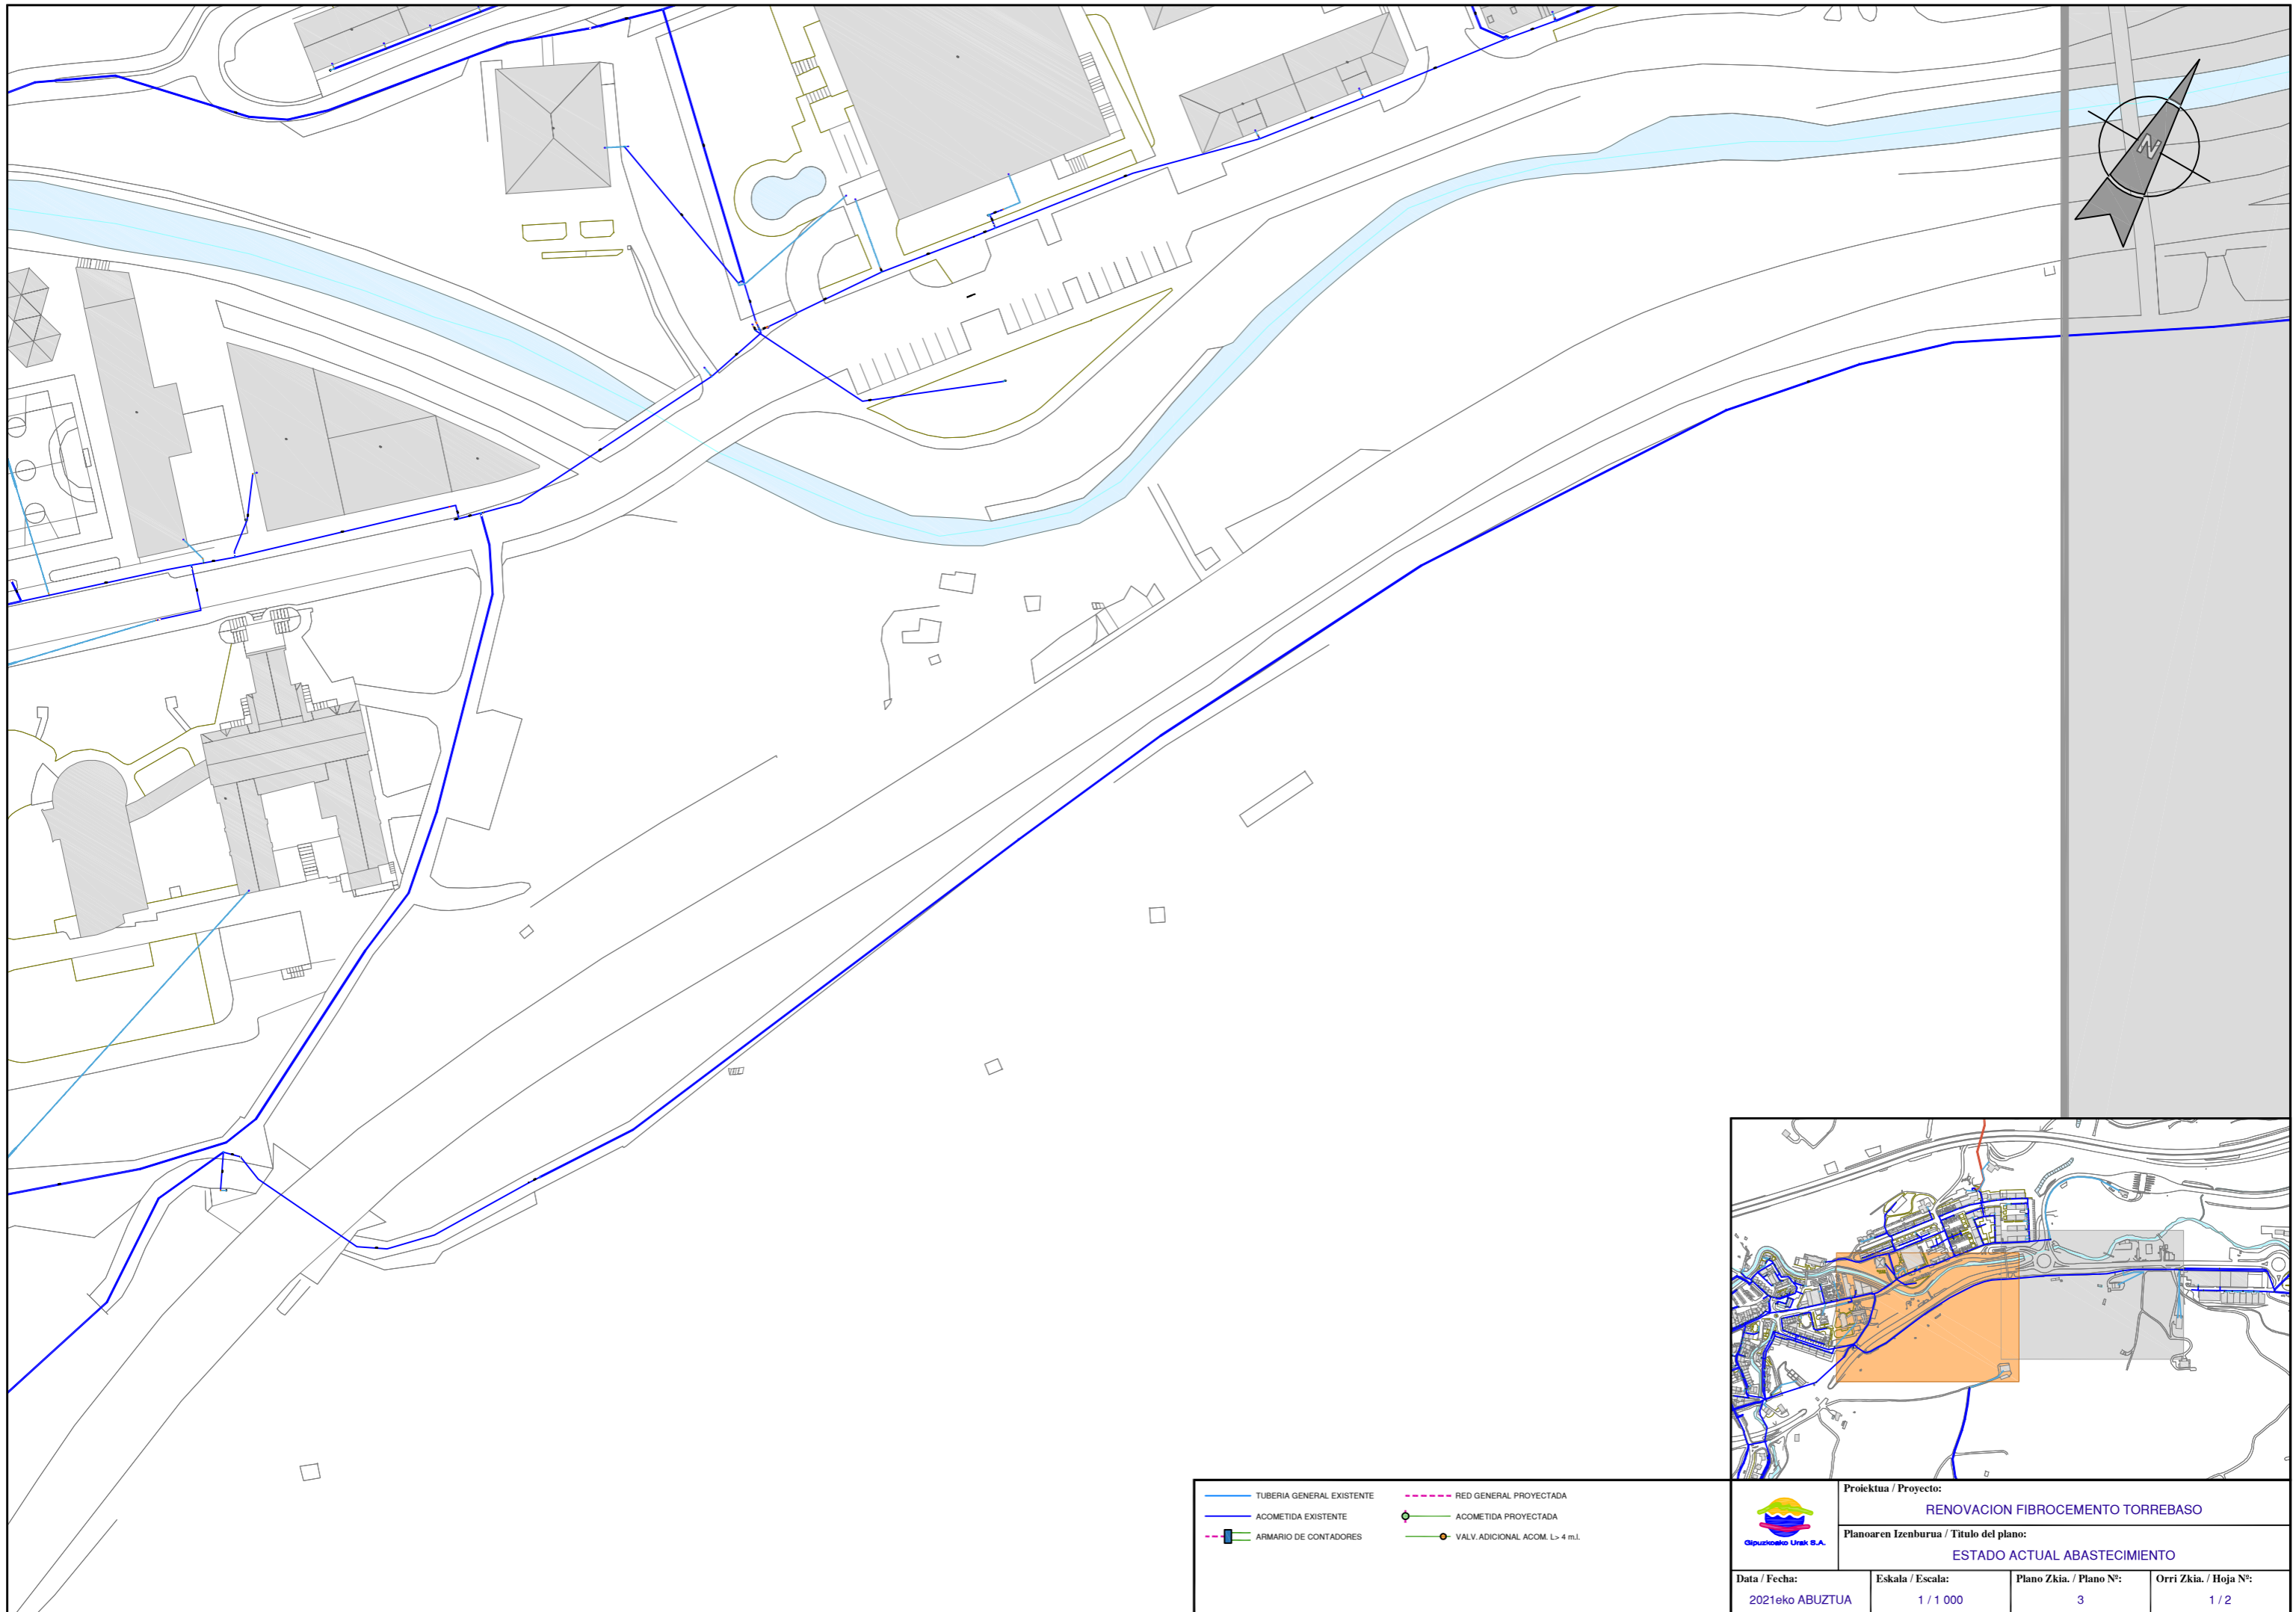 N
TUBERIA GENERAL EXISTENTE
RED GENERAL PROYECTADA
ACOMETIDA EXISTENTE
ACOMETIDA PROYECTADA
ARMARIO DE CONTADORES
VALV. ADICIONAL ACOM. L> 4 m.l.
Gipuzkoako Urak S.A.
Proiektua / Proyecto:
RENOVACION FIBROCEMENTO TORREBASO
Planoaren Izenburua / Titulo del plano:
ESTADO ACTUAL ABASTECIMIENTO
Data / Fecha:
2021eko ABUZTUA
Eskala / Escala:
1 / 1 000
Plano Zkia. / Plano Nº:
3
Orri Zkia. / Hoja Nº:
1 / 2